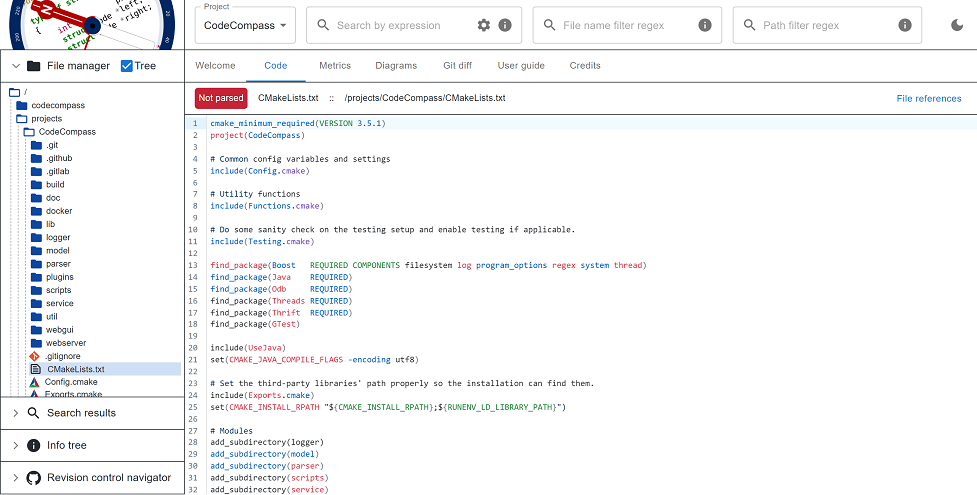 Project
CodeCompass
Search by expression
File name filter regex
Path filter regex
*left;
*right;
{
struct
File manager
Tree
Welcome
Code
Metrics
Diagrams
Git diff
User guide
Credits
Not parsed
CMakeLists.txt :: /projects/CodeCompass/CMakeLists.txt
File references
/
codecompass
projects
CodeCompass
.git
.github
.gitlab
build
doc
docker
lib
logger
model
parser
plugins
scripts
service
util
webgui
webserver
.gitignore
CMakeLists.txt
Config.cmake
Exports.cmake
Search results
Info tree
Revision control navigator
1 cmake_minimum_required(VERSION 3.5.1)
2 project(CodeCompass)
3
4 # Common config variables and settings
5 include(Config.cmake)
6
7 # Utility functions
8 include(Functions.cmake)
9
10 # Do some sanity check on the testing setup and enable testing if applicable.
11 include(Testing.cmake)
12
13 find_package(Boost REQUIRED COMPONENTS filesystem log program_options regex system thread)
14 find_package(Java REQUIRED)
15 find_package(Odb REQUIRED)
16 find_package(Threads REQUIRED)
17 find_package(Thrift REQUIRED)
18 find_package(GTest)
19
20 include(UseJava)
21 set(CMAKE_JAVA_COMPILE_FLAGS -encoding utf8)
22
23 # Set the third-party libraries' path properly so the installation can find them.
24 include(Exports.cmake)
25 set(CMAKE_INSTALL_RPATH "${CMAKE_INSTALL_RPATH};${RUNENV_LD_LIBRARY_PATH}")
26
27 # Modules
28 add_subdirectory(logger)
29 add_subdirectory(model)
30 add_subdirectory(parser)
31 add_subdirectory(scripts)
32 add_subdirectory(service)